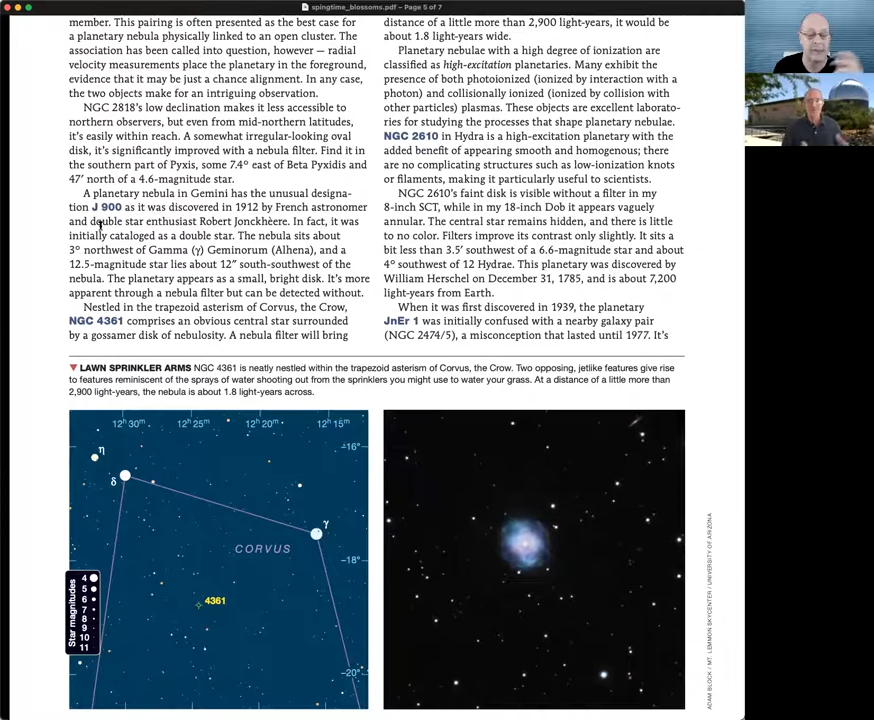 spingtime_blossoms.pdf – Page 5 of 7
member. This pairing is often presented as the best case for
a planetary nebula physically linked to an open cluster. The
association has been called into question, however — radial
velocity measurements place the planetary in the foreground,
evidence that it may be just a chance alignment. In any case,
the two objects make for an intriguing observation.
NGC 2818's low declination makes it less accessible to
northern observers, but even from mid-northern latitudes,
it's easily within reach. A somewhat irregular-looking oval
disk, it's significantly improved with a nebula filter. Find it in
the southern part of Pyxis, some 7.4° east of Beta Pyxidis and
47′ north of a 4.6-magnitude star.
A planetary nebula in Gemini has the unusual designa-
tion J 900 as it was discovered in 1912 by French astronomer
and double star enthusiast Robert Jonckhèere. In fact, it was
initially cataloged as a double star. The nebula sits about
3° northwest of Gamma (γ) Geminorum (Alhena), and a
12.5-magnitude star lies about 12″ south-southwest of the
nebula. The planetary appears as a small, bright disk. It's more
apparent through a nebula filter but can be detected without.
Nestled in the trapezoid asterism of Corvus, the Crow,
NGC 4361 comprises an obvious central star surrounded
by a gossamer disk of nebulosity. A nebula filter will bring
distance of a little more than 2,900 light-years, it would be
about 1.8 light-years wide.
Planetary nebulae with a high degree of ionization are
classified as high-excitation planetaries. Many exhibit the
presence of both photoionized (ionized by interaction with a
photon) and collisionally ionized (ionized by collision with
other particles) plasmas. These objects are excellent laborato-
ries for studying the processes that shape planetary nebulae.
NGC 2610 in Hydra is a high-excitation planetary with the
added benefit of appearing smooth and homogenous; there
are no complicating structures such as low-ionization knots
or filaments, making it particularly useful to scientists.
NGC 2610's faint disk is visible without a filter in my
8-inch SCT, while in my 18-inch Dob it appears vaguely
annular. The central star remains hidden, and there is little
to no color. Filters improve its contrast only slightly. It sits a
bit less than 3.5′ southwest of a 6.6-magnitude star and about
4° southwest of 12 Hydrae. This planetary was discovered by
William Herschel on December 31, 1785, and is about 7,200
light-years from Earth.
When it was first discovered in 1939, the planetary
JnEr 1 was initially confused with a nearby galaxy pair
(NGC 2474/5), a misconception that lasted until 1977. It's
▼ LAWN SPRINKLER ARMS NGC 4361 is neatly nestled within the trapezoid asterism of Corvus, the Crow. Two opposing, jetlike features give rise
to features reminiscent of the sprays of water shooting out from the sprinklers you might use to water your grass. At a distance of a little more than
2,900 light-years, the nebula is about 1.8 light-years across.
12ʰ 30ᵐ 12ʰ 25ᵐ 12ʰ 20ᵐ 12ʰ 15ᵐ
–16°
η
δ
γ
CORVUS
–18°
4361
–20°
Star magnitudes
4
5
6
7
8
9
10
11
ADAM BLOCK / MT. LEMMON SKYCENTER / UNIVERSITY OF ARIZONA